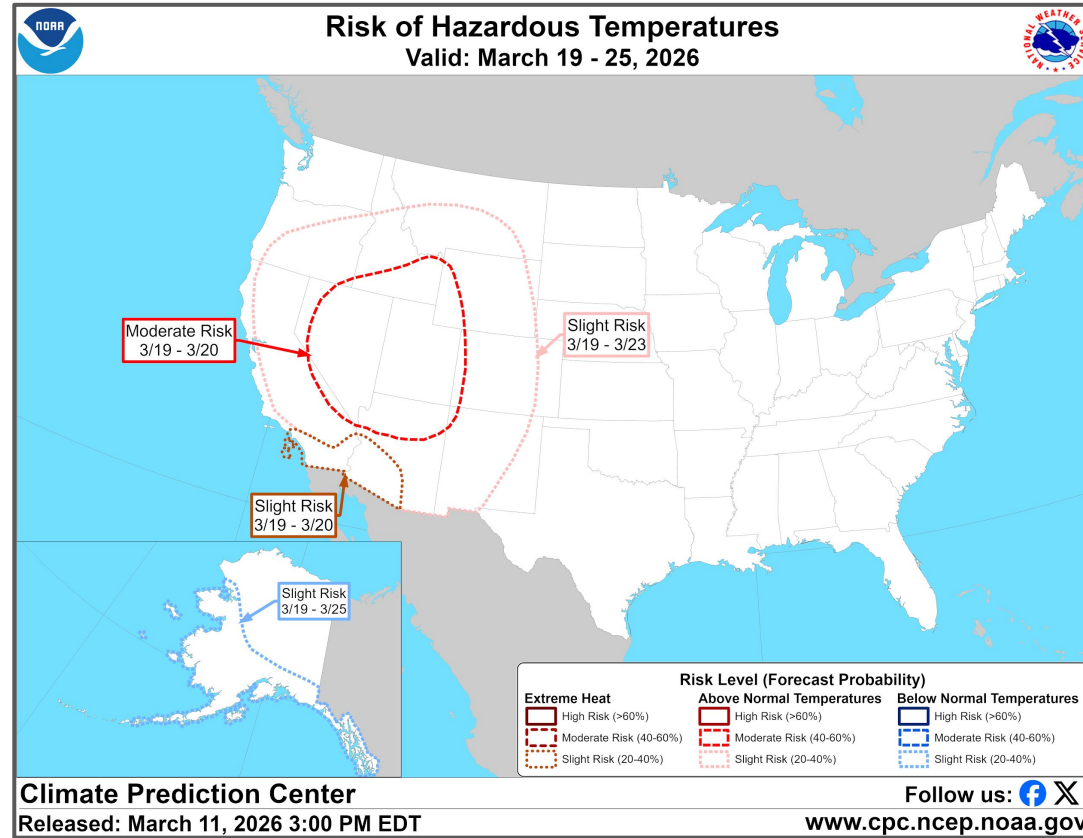 NOAA
Risk of Hazardous Temperatures
Valid: March 19 - 25, 2026
NATIONAL WEATHER SERVICE
Moderate Risk
3/19 - 3/20
Slight Risk
3/19 - 3/23
Slight Risk
3/19 - 3/20
Slight Risk
3/19 - 3/25
Risk Level (Forecast Probability)
Extreme Heat
High Risk (>60%)
Moderate Risk (40-60%)
Slight Risk (20-40%)
Above Normal Temperatures
High Risk (>60%)
Moderate Risk (40-60%)
Slight Risk (20-40%)
Below Normal Temperatures
High Risk (>60%)
Moderate Risk (40-60%)
Slight Risk (20-40%)
Climate Prediction Center
Follow us:
Released: March 11, 2026 3:00 PM EDT
www.cpc.ncep.noaa.gov